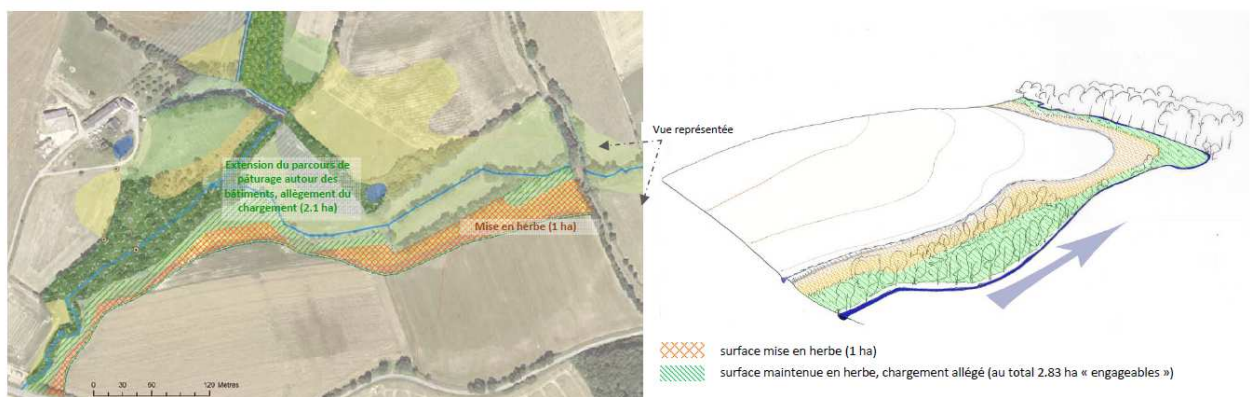 Extension du parcours de
pâturage autour des
bâtiments, allègement du
chargement (2.1 ha)
Mise en herbe (1 ha)
0 30 60 120 Metres
Vue représentée
surface mise en herbe (1 ha)
surface maintenue en herbe, chargement allégé (au total 2.83 ha « engageables »)